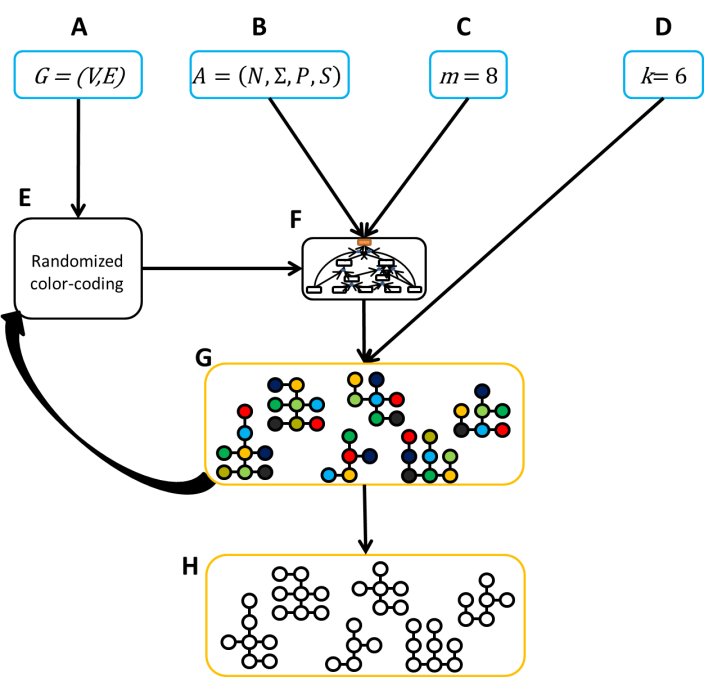 A
B
C
D
G = (V,E)
A = (N, Σ, P, S)
m = 8
k= 6
E
F
Randomized
color-coding
G
H